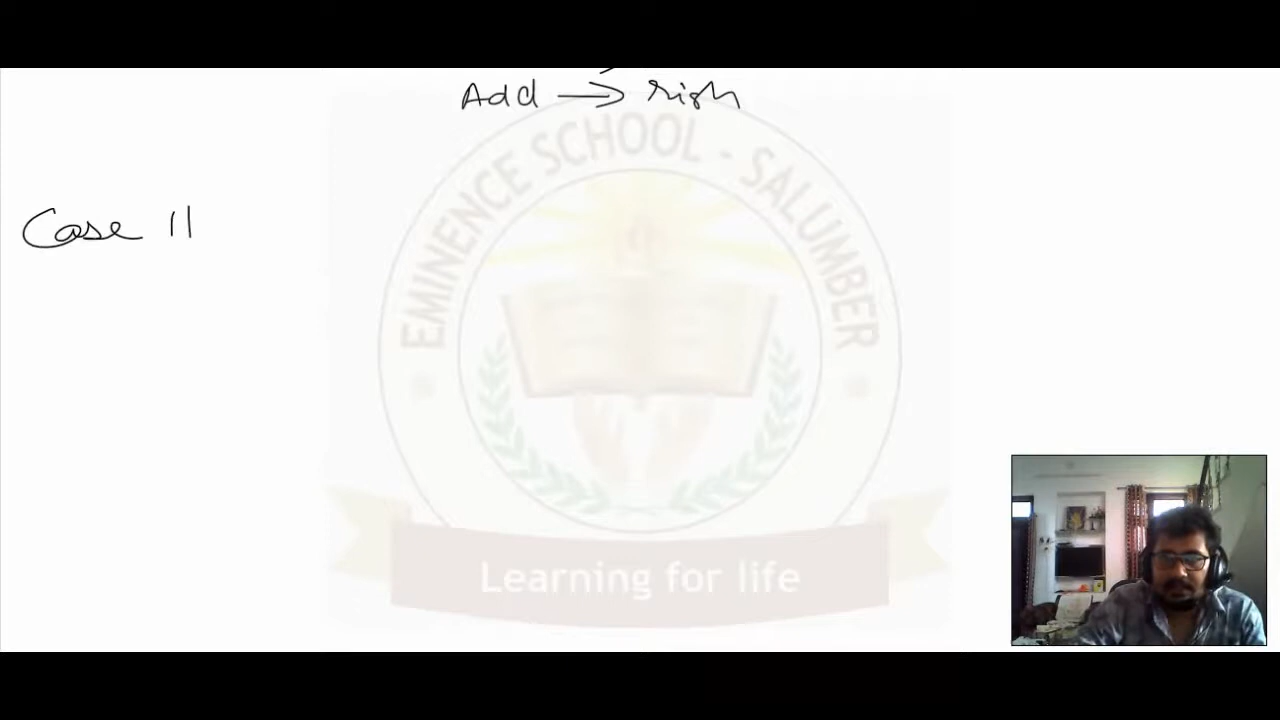 Add → righ
Case II
EMINENCE SCHOOL - SALUMBER
Learning for life